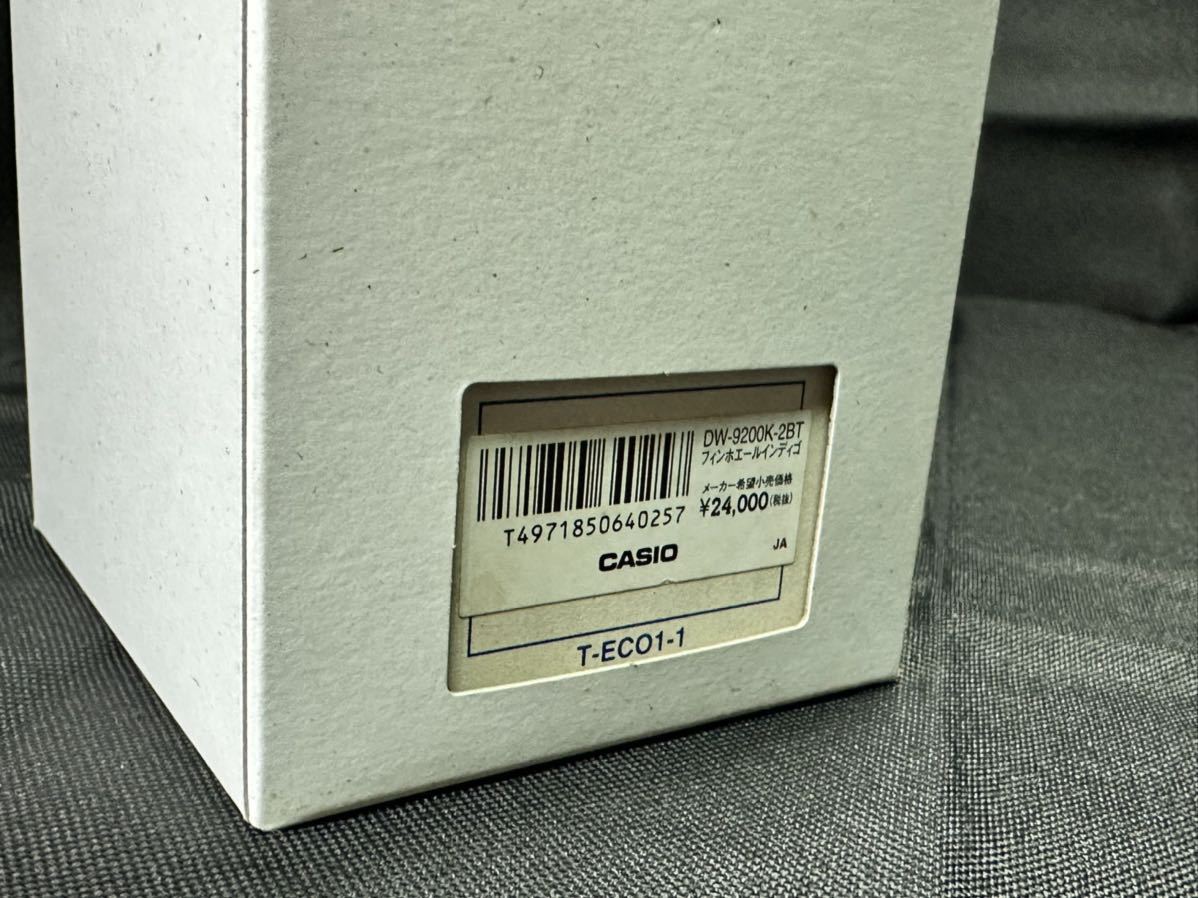 DW-9200K-2BT
フィンホエールインディゴ
メーカー希望小売価格
¥24,000(税抜)
T4971850640257
CASIO
JA
T-ECO1-1